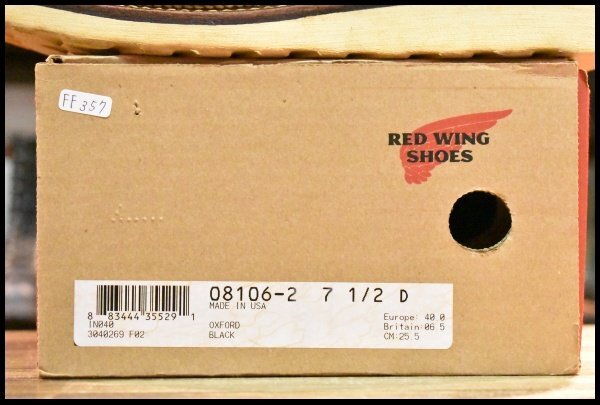 FF357
RED WING
SHOES
08106-2 7 1/2 D
MADE IN USA
8 83444 35529 1
IN040
3040269 F02
OXFORD
BLACK
Europe: 40.0
Britain:06.5
CM:25.5